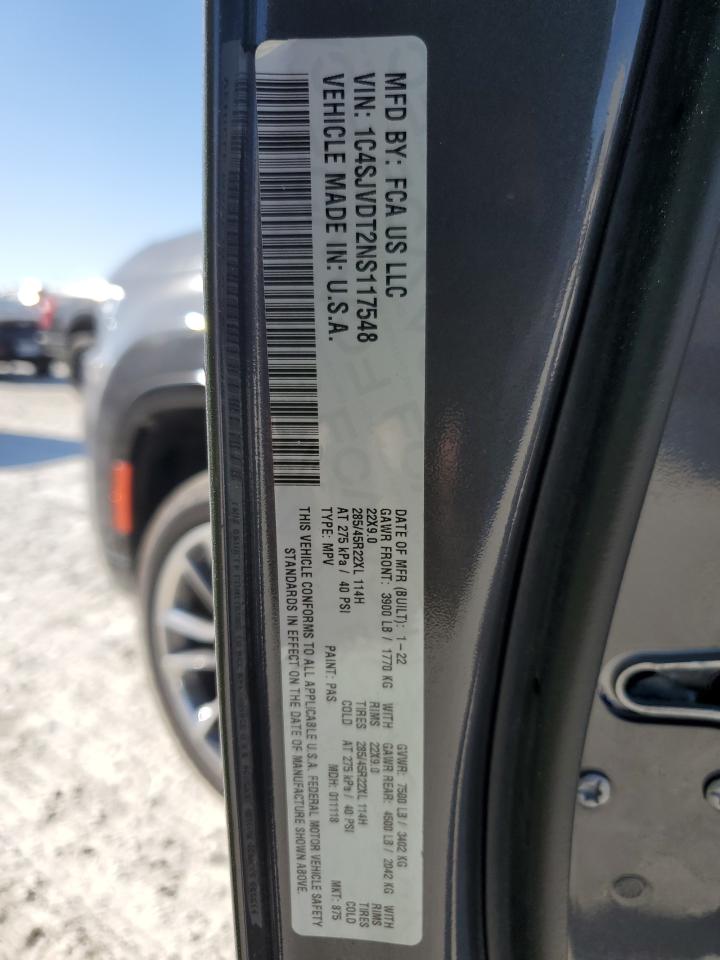 MFD BY: FCA US LLC
VIN: 1C4SJVDT2NS117548
VEHICLE MADE IN: U.S.A.
DATE OF MFR (BUILT): 1-22 GVWR: 7500 LB / 3402 KG
GAWR FRONT: 3900 LB / 1770 KG WITH GAWR REAR: 4500 LB / 2042 KG WITH
22X9.0 RIMS 22X9.0 RIMS
285/45R22XL 114H TIRES 285/45R22XL 114H TIRES
AT 275 kPa / 40 PSI COLD AT 275 kPa / 40 PSI COLD
TYPE: MPV PAINT: PAS MDH: 011118 MKT: 875
THIS VEHICLE CONFORMS TO ALL APPLICABLE U.S.A. FEDERAL MOTOR VEHICLE SAFETY
STANDARDS IN EFFECT ON THE DATE OF MANUFACTURE SHOWN ABOVE.